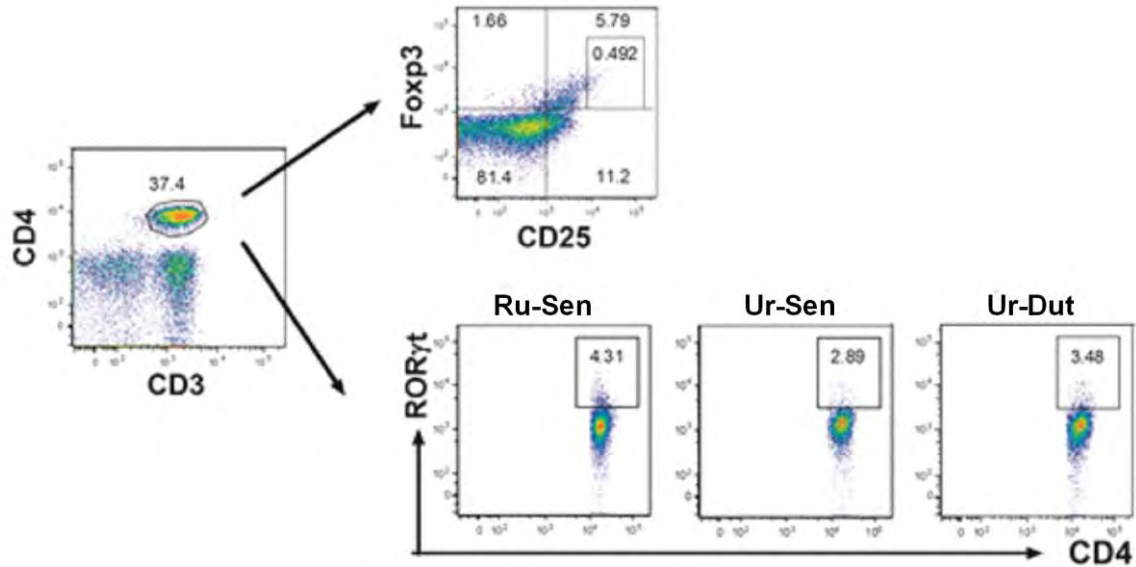 1.66 5.79
0.492
Foxp3
81.4 11.2
CD25
37.4
CD4
CD3
Ru-Sen Ur-Sen Ur-Dut
4.31 2.89 3.48
RORγt
CD4